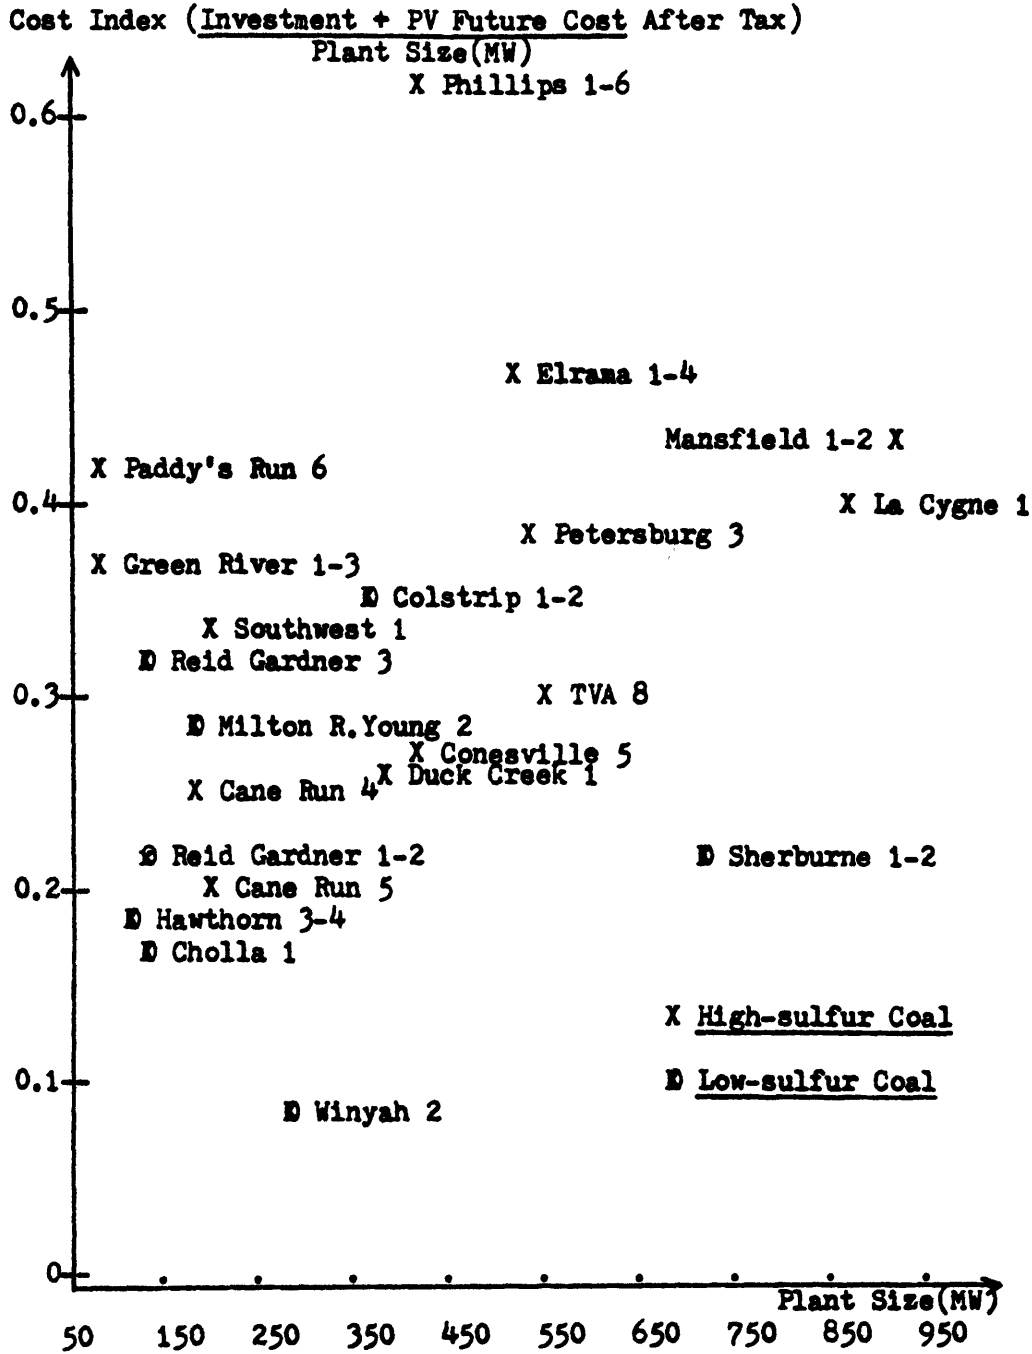 Cost Index (Investment + PV Future Cost After Tax)
Plant Size(MW)
X Phillips 1-6
0.6
0.5
X Elrama 1-4
Mansfield 1-2 X
X Paddy's Run 6
0.4
X La Cygne 1
X Petersburg 3
X Green River 1-3
Colstrip 1-2
X Southwest 1
Reid Gardner 3
0.3
X TVA 8
Milton R.Young 2
X Conesville 5
X Duck Creek 1
X Cane Run 4
Reid Gardner 1-2
Sherburne 1-2
0.2
X Cane Run 5
Hawthorn 3-4
Cholla 1
X High-sulfur Coal
0.1
Low-sulfur Coal
Winyah 2
0
Plant Size(MW)
50 150 250 350 450 550 650 750 850 950